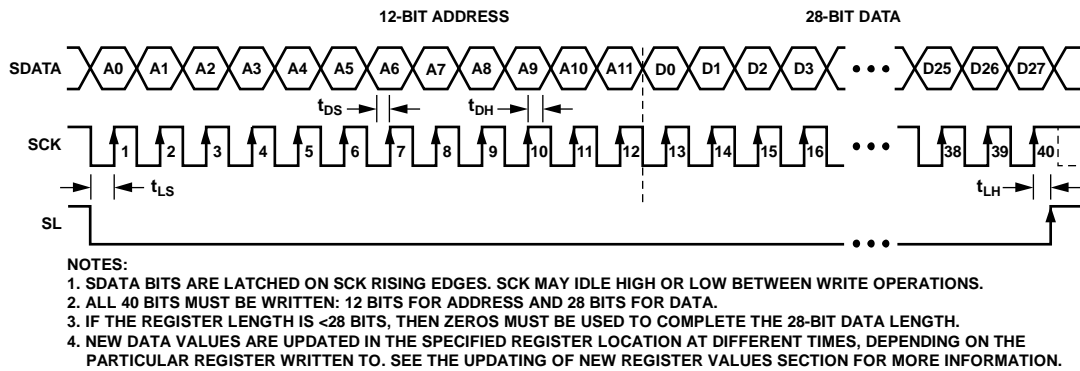 12-BIT ADDRESS 28-BIT DATA
SDATA A0 A1 A2 A3 A4 A5 A6 A7 A8 A9 A10 A11 D0 D1 D2 D3 D25 D26 D27
tDS tDH
SCK 1 2 3 4 5 6 7 8 9 10 11 12 13 14 15 16 38 39 40
tLS tLH
SL
NOTES:
1. SDATA BITS ARE LATCHED ON SCK RISING EDGES. SCK MAY IDLE HIGH OR LOW BETWEEN WRITE OPERATIONS.
2. ALL 40 BITS MUST BE WRITTEN: 12 BITS FOR ADDRESS AND 28 BITS FOR DATA.
3. IF THE REGISTER LENGTH IS <28 BITS, THEN ZEROS MUST BE USED TO COMPLETE THE 28-BIT DATA LENGTH.
4. NEW DATA VALUES ARE UPDATED IN THE SPECIFIED REGISTER LOCATION AT DIFFERENT TIMES, DEPENDING ON THE
PARTICULAR REGISTER WRITTEN TO. SEE THE UPDATING OF NEW REGISTER VALUES SECTION FOR MORE INFORMATION.